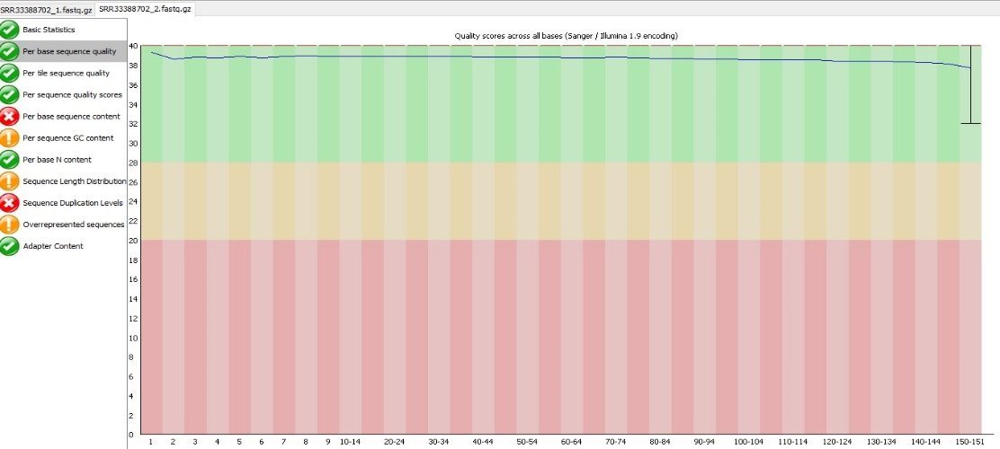 SRR33388702_1.fastq.gz SRR33388702_2.fastq.gz
Basic Statistics
Per base sequence quality
Per tile sequence quality
Per sequence quality scores
Per base sequence content
Per sequence GC content
Per base N content
Sequence Length Distribution
Sequence Duplication Levels
Overrepresented sequences
Adapter Content
Quality scores across all bases (Sanger / Illumina 1.9 encoding)
40
38
36
34
32
30
28
26
24
22
20
18
16
14
12
10
8
6
4
2
0
1 2 3 4 5 6 7 8 9 10-14 20-24 30-34 40-44 50-54 60-64 70-74 80-84 90-94 100-104 110-114 120-124 130-134 140-144 150-151